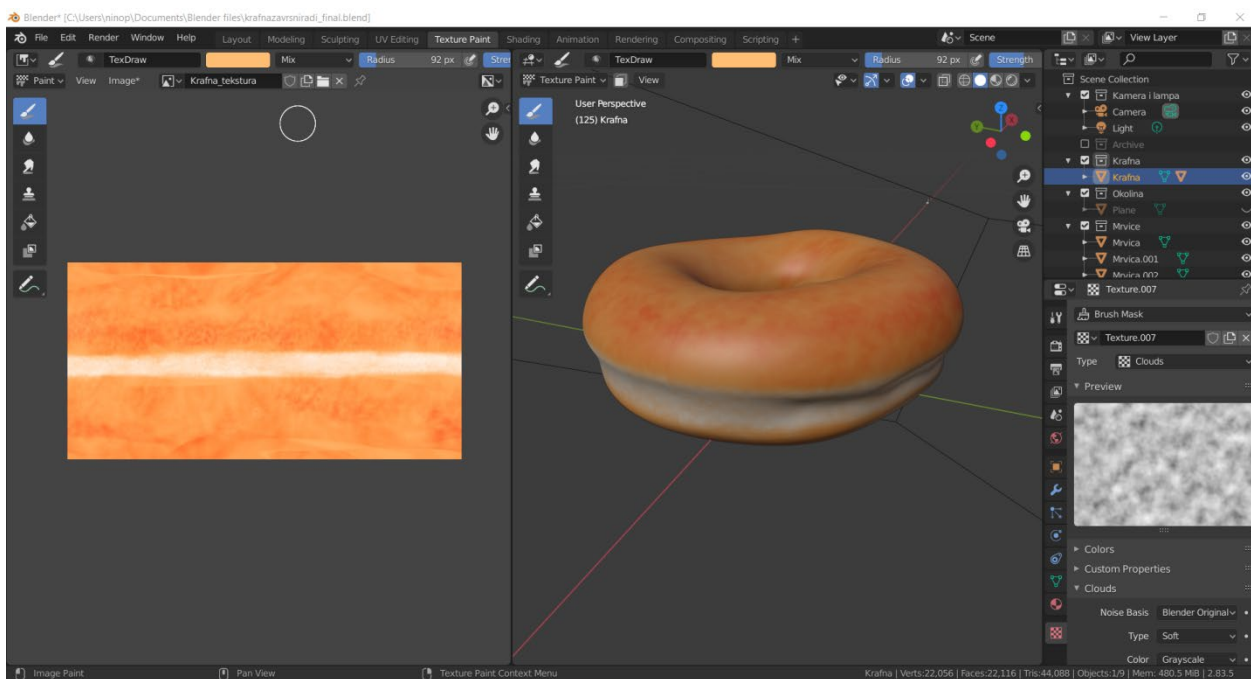 Blender* [C:\Users\ninop\Documents\Blender files\krafnazavrsniradi_final.blend]
File Edit Render Window Help Layout Modeling Sculpting UV Editing Texture Paint Shading Animation Rendering Compositing Scripting + Scene View Layer
TexDraw Mix Radius 92 px Stren TexDraw Mix Radius 92 px Strength
Paint View Image* Krafna_tekstura Texture Paint View
Scene Collection
Kamera i lampa
Camera
Light
Archive
Krafna
Krafna
Okolina
Plane
Mrvice
Mrvica
Mrvica.001
Mrvica.002
User Perspective
(125) Krafna
Z
Y
X
Texture.007
Brush Mask
Texture.007
Type Clouds
Preview
Colors
Custom Properties
Clouds
Noise Basis Blender Original
Type Soft
Color Grayscale
Image Paint Pan View Texture Paint Context Menu Krafna | Verts:22,056 | Faces:22,116 | Tris:44,088 | Objects:1/9 | Mem: 480.5 MiB | 2.83.5